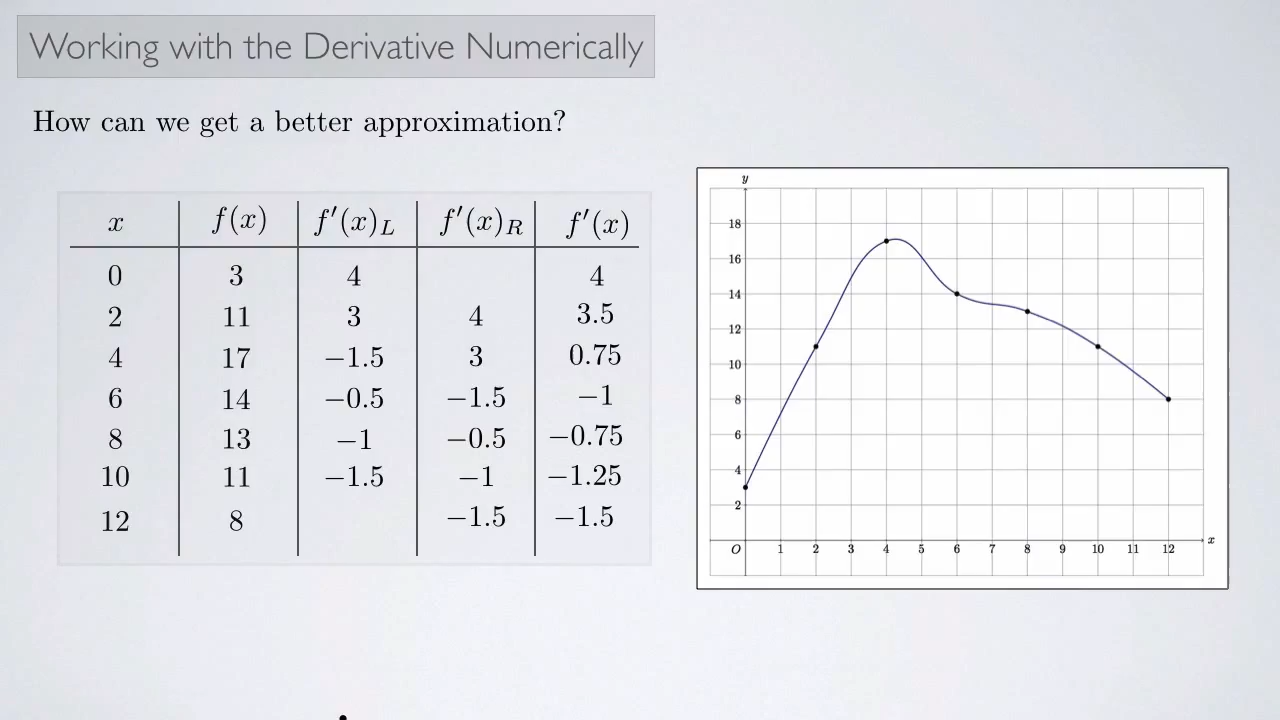 Working with the Derivative Numerically
How can we get a better approximation?
x f(x) f′(x)L f′(x)R f′(x)
0 3 4 4
2 11 3 4 3.5
4 17 −1.5 3 0.75
6 14 −0.5 −1.5 −1
8 13 −1 −0.5 −0.75
10 11 −1.5 −1 −1.25
12 8 −1.5 −1.5
y
18
16
14
12
10
8
6
4
2
O 1 2 3 4 5 6 7 8 9 10 11 12 x